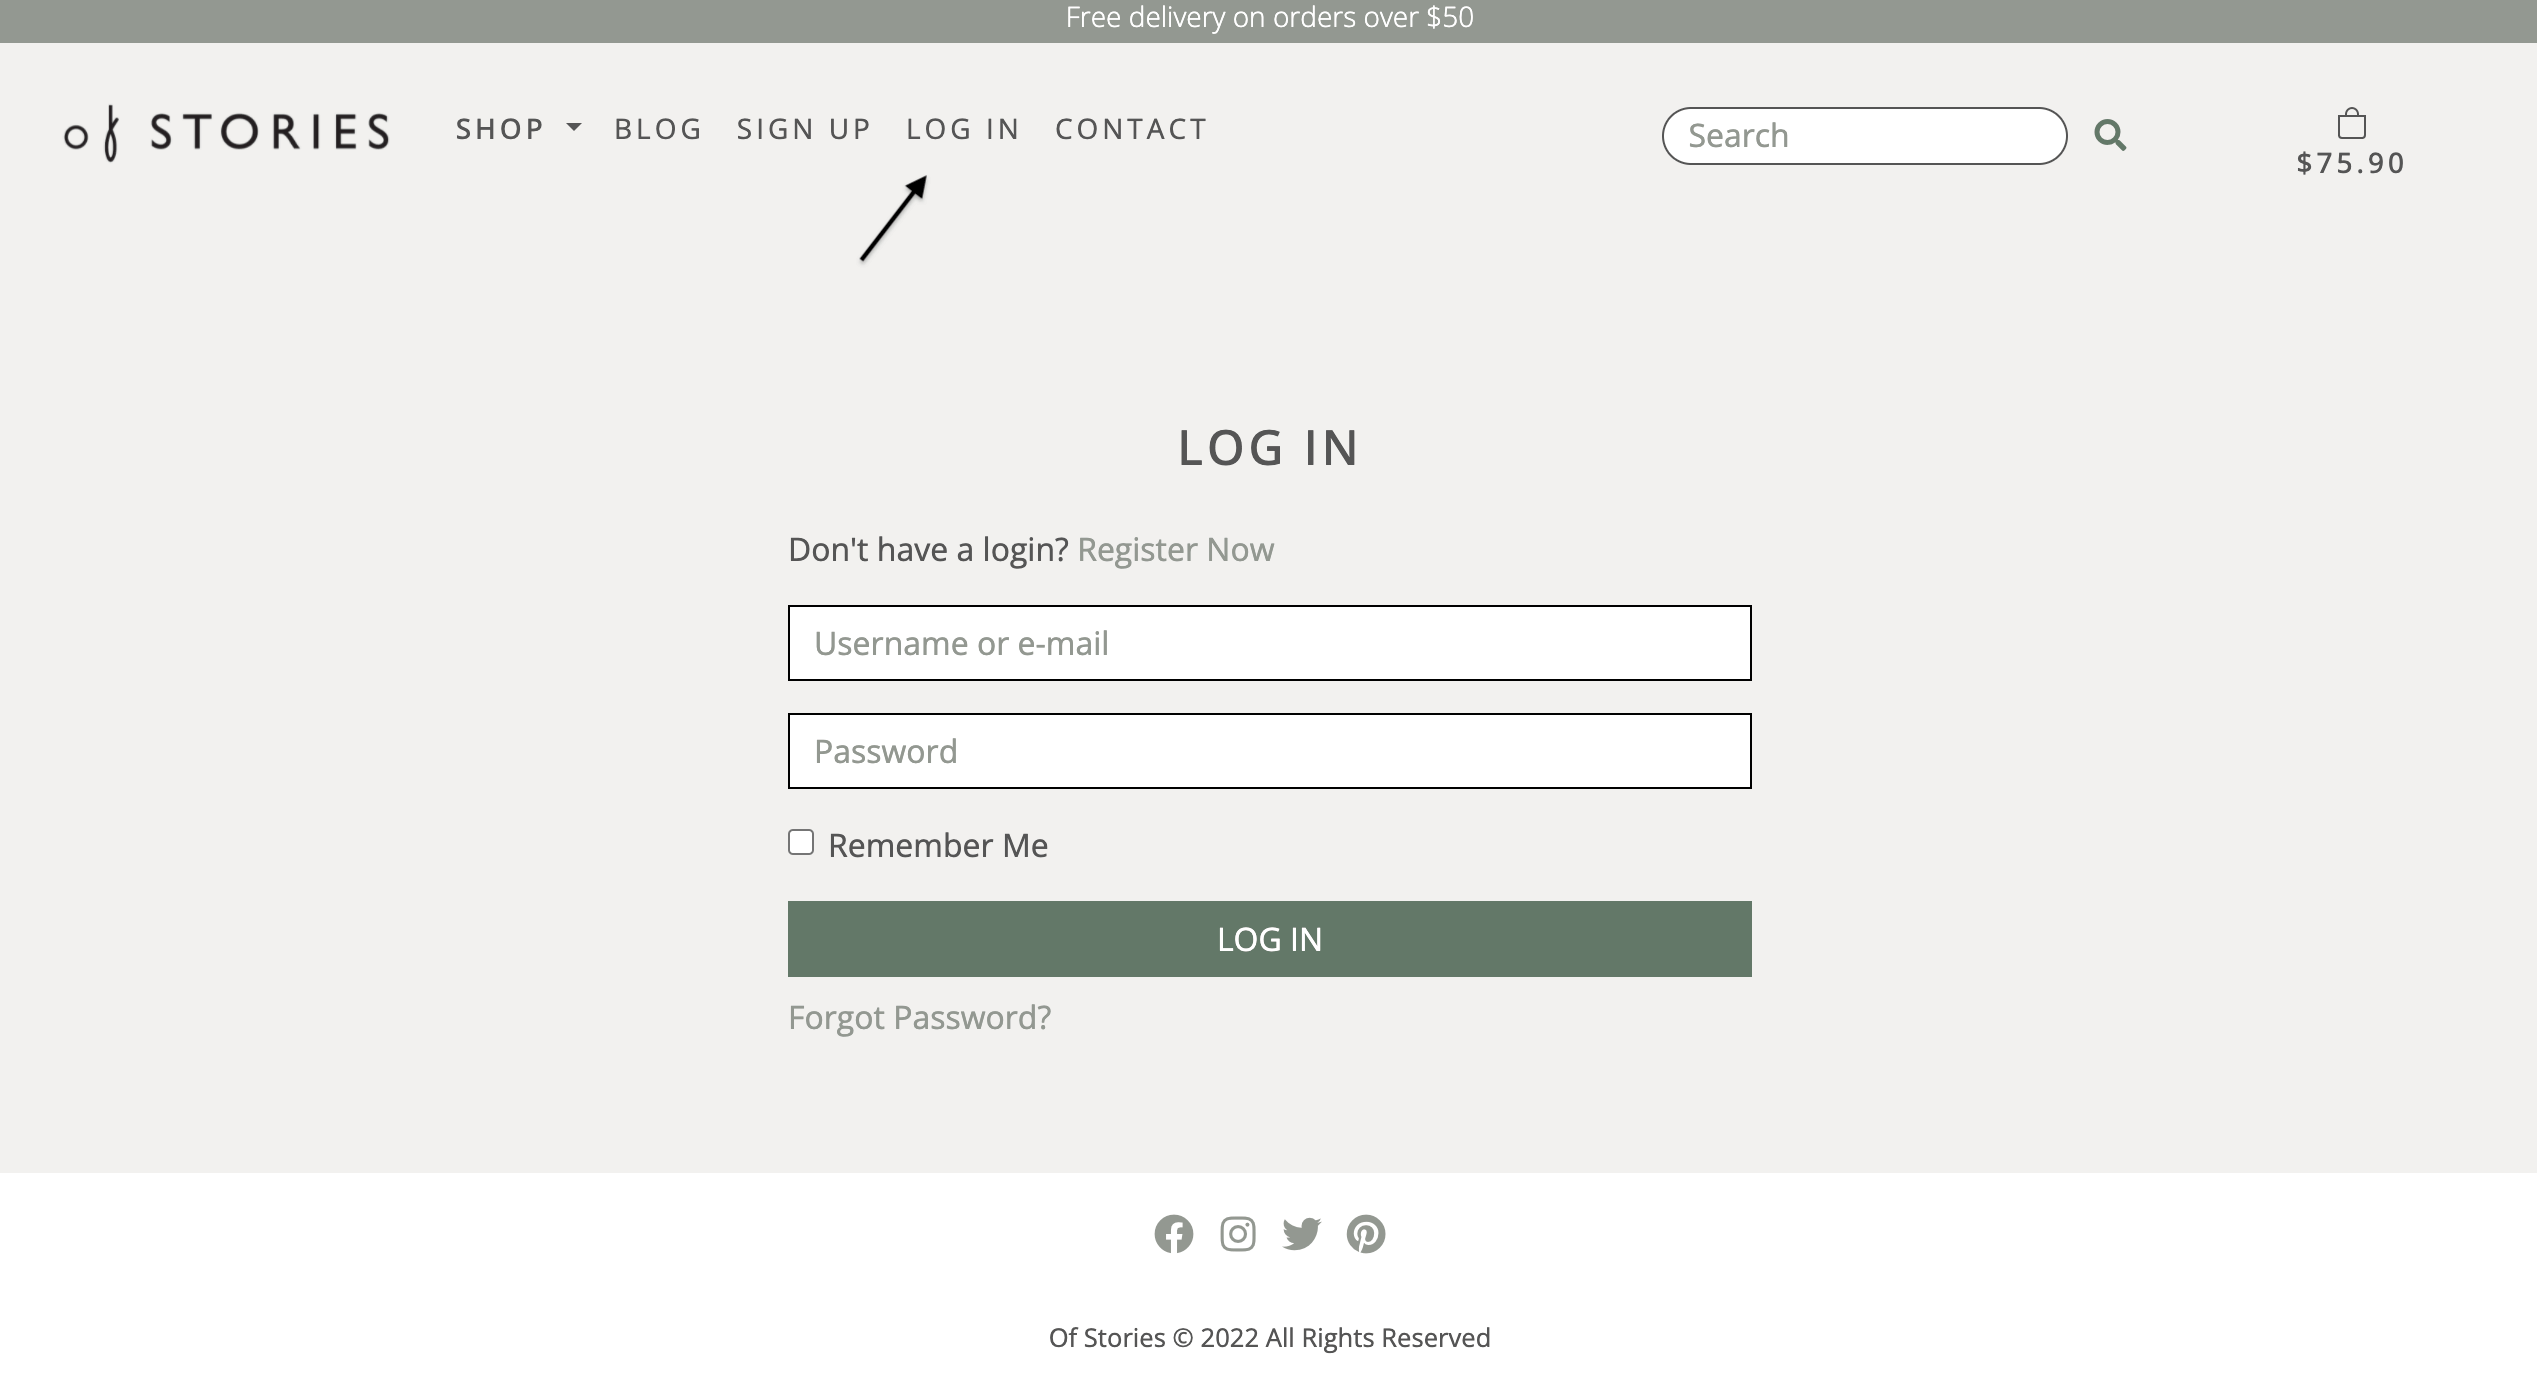 Free delivery on orders over $50
of STORIES
SHOP BLOG SIGN UP LOG IN CONTACT
Search
$75.90
LOG IN
Don't have a login? Register Now
Username or e-mail
Password
Remember Me
LOG IN
Forgot Password?
Of Stories © 2022 All Rights Reserved